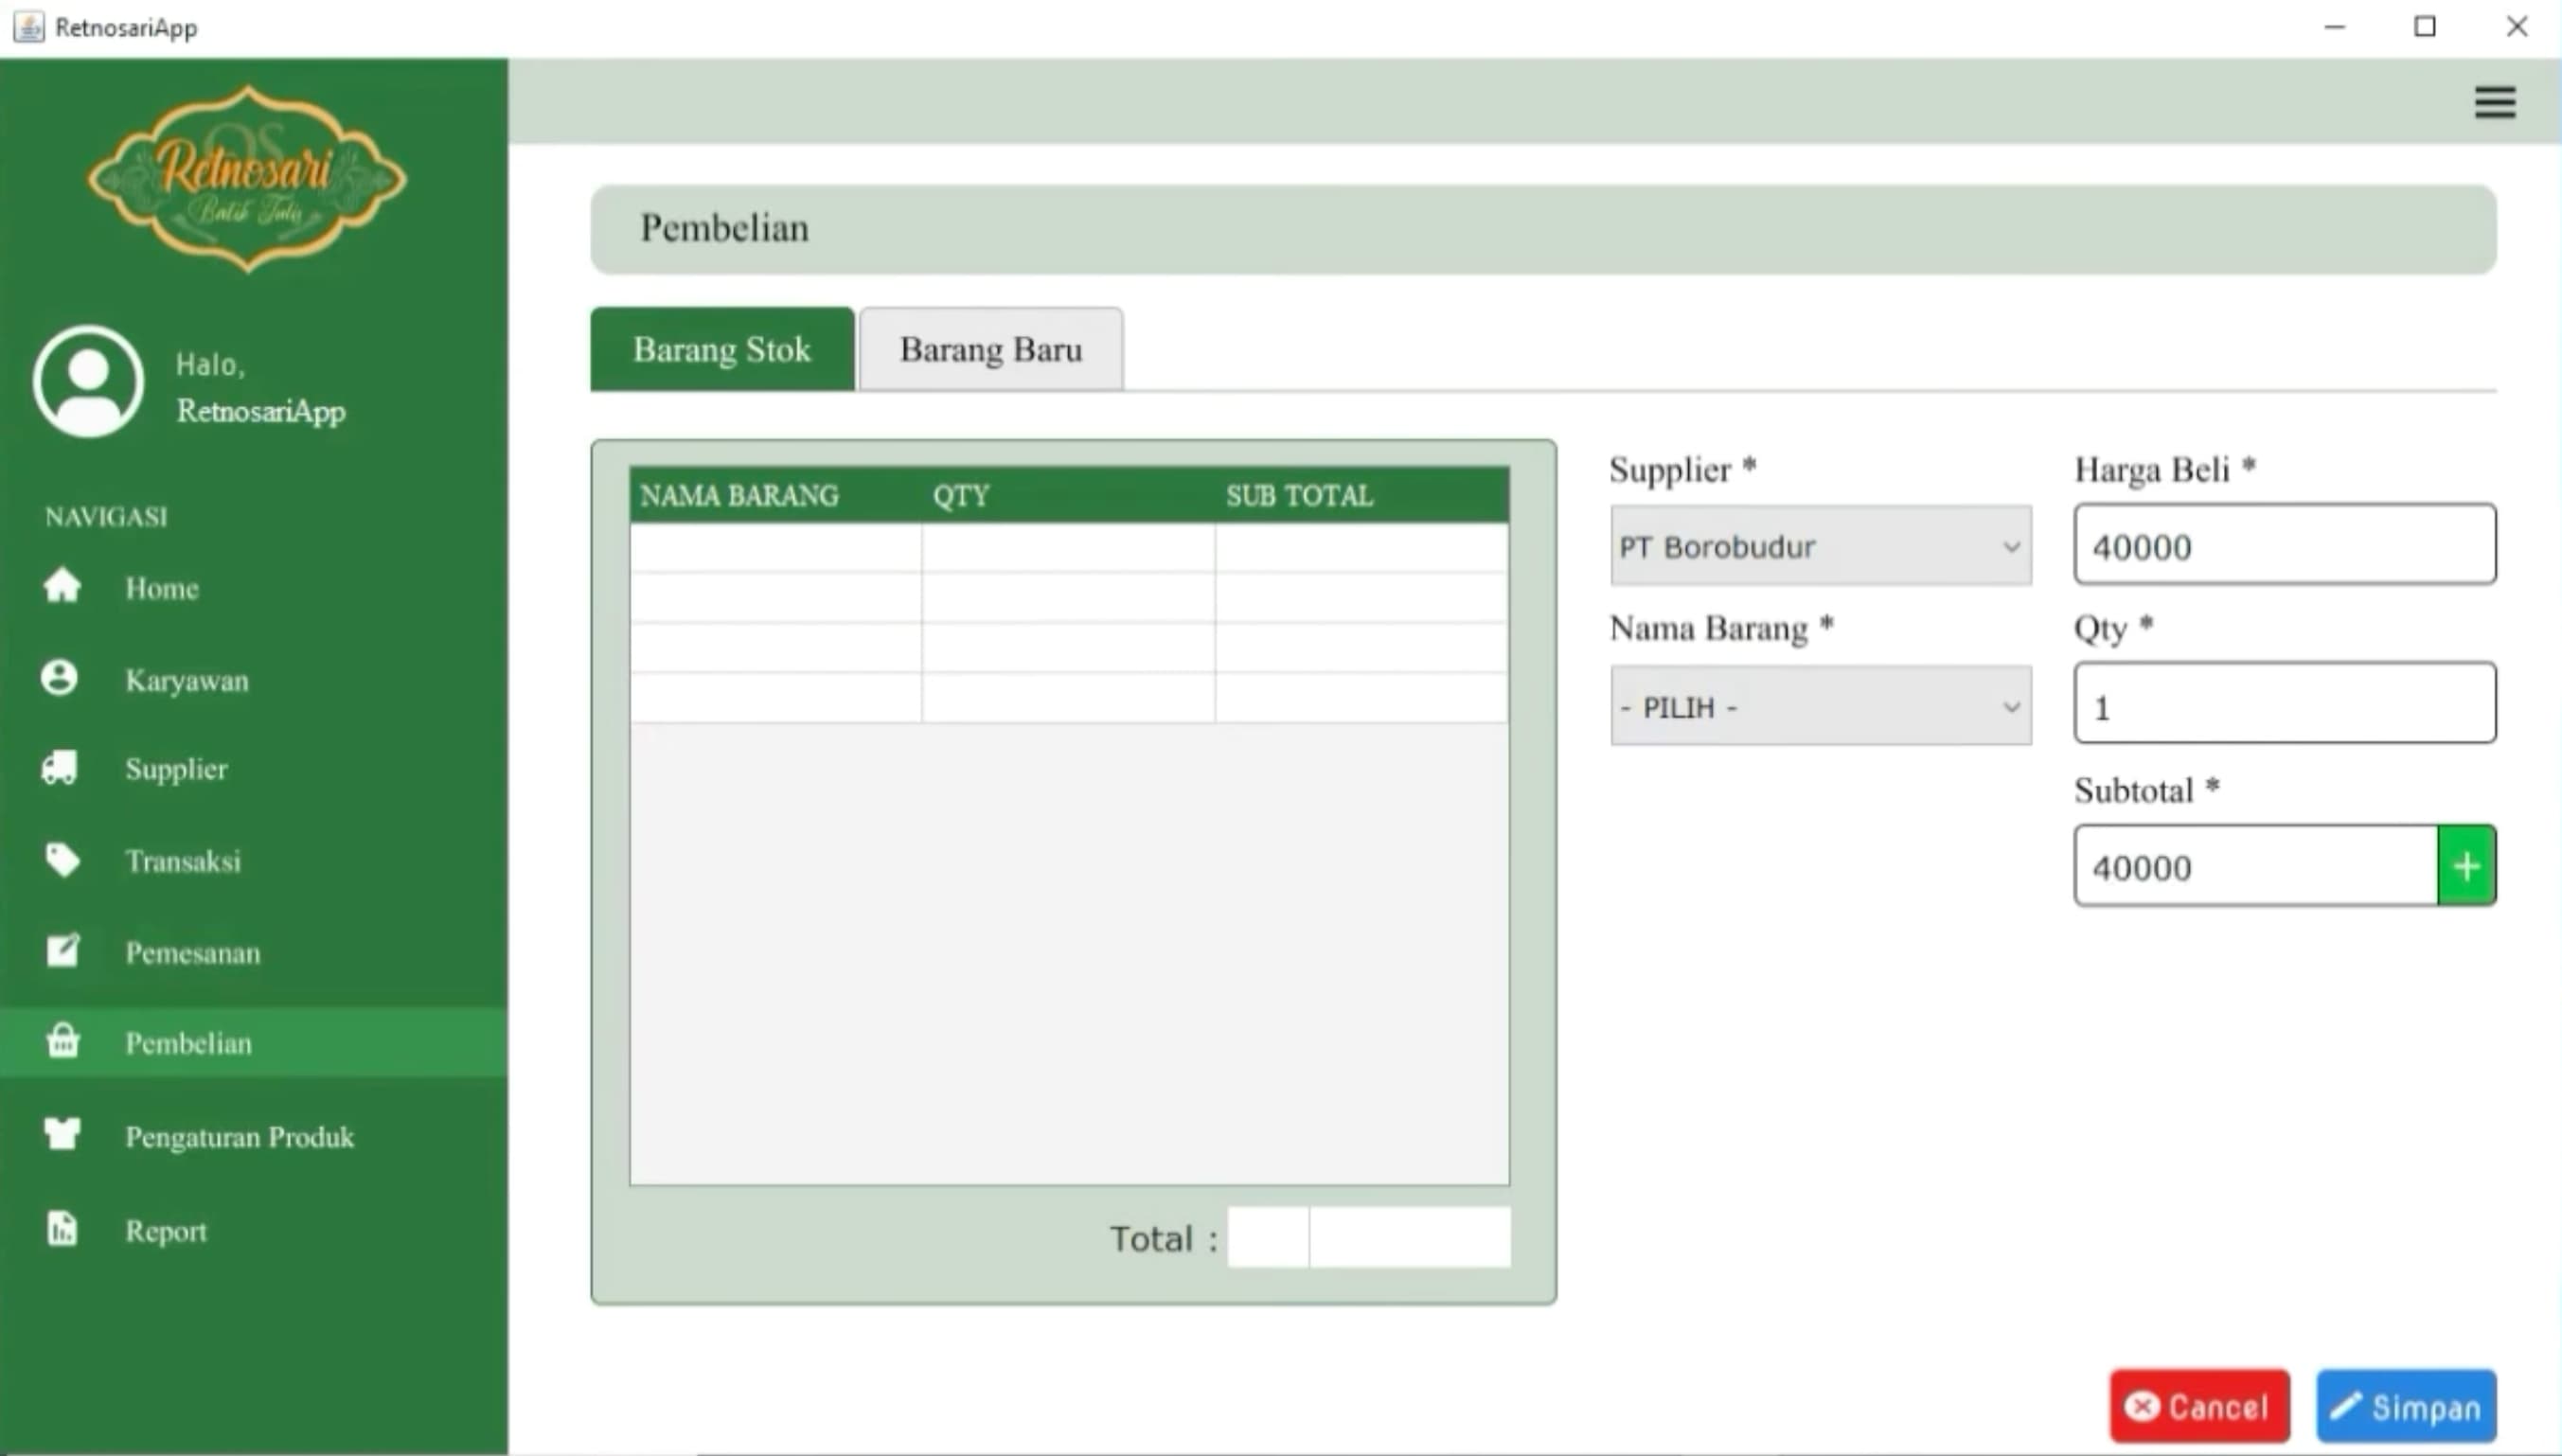 RetnosariApp
Retnosari
Batik Tulis
Halo,
RetnosariApp
NAVIGASI
Home
Karyawan
Supplier
Transaksi
Pemesanan
Pembelian
Pengaturan Produk
Report
Pembelian
Barang Stok
Barang Baru
NAMA BARANG
QTY
SUB TOTAL
Total :
Supplier *
PT Borobudur
Nama Barang *
- PILIH -
Harga Beli *
40000
Qty *
1
Subtotal *
40000
+
Cancel
Simpan